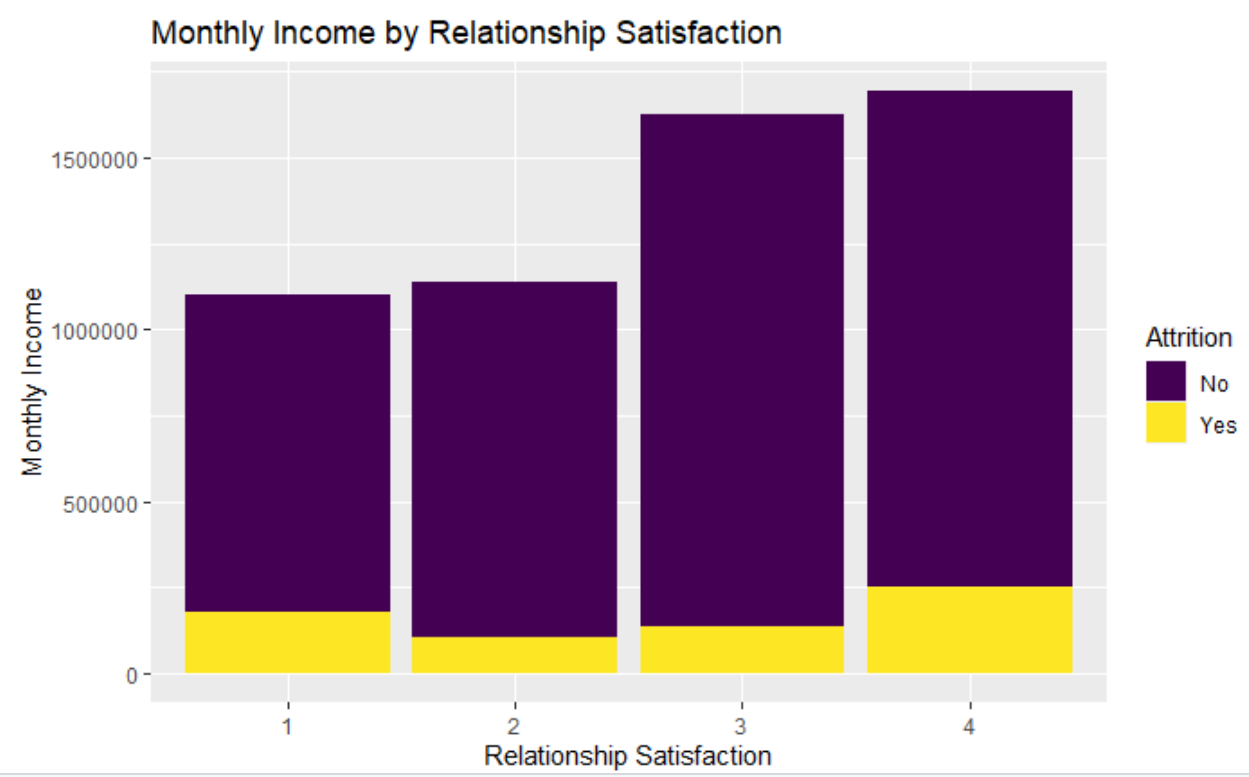 Monthly Income by Relationship Satisfaction
1500000
1000000
500000
0
Monthly Income
1
2
3
4
Relationship Satisfaction
Attrition
No
Yes